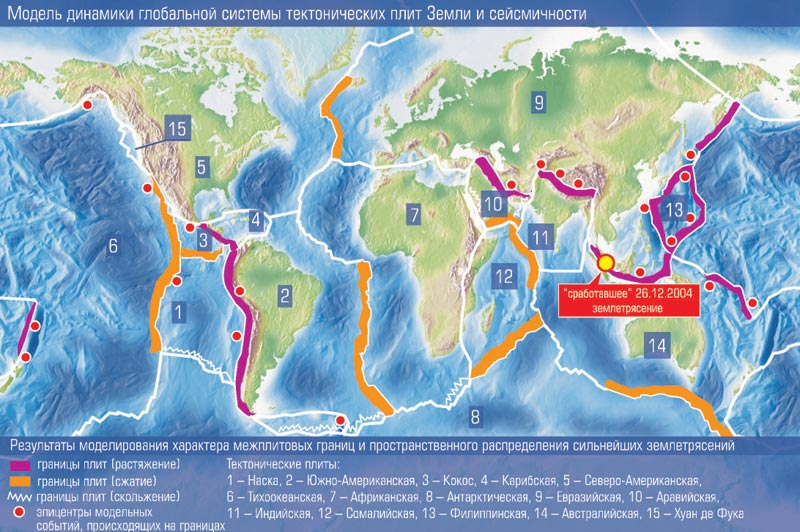 Модель динамики глобальной системы тектонических плит Земли и сейсмичности
9
15
5
10
13
4
7
3
11
6
12
2
1
"сработавшее" 26.12.2004
землетрясение
14
8
Результаты моделирования характера межплитовых границ и пространственного распределения сильнейших землетрясений
границы плит (растяжение)
границы плит (сжатие)
границы плит (скольжение)
эпицентры модельных
событий, происходящих на границах
Тектонические плиты:
1 – Наска, 2 – Южно-Американская, 3 – Кокос, 4 – Карибская, 5 – Северо-Американская,
6 – Тихоокеанская, 7 – Африканская, 8 – Антарктическая, 9 – Евразийская, 10 – Аравийская,
11 – Индийская, 12 – Сомалийская, 13 – Филиппинская, 14 – Австралийская, 15 – Хуан де Фука